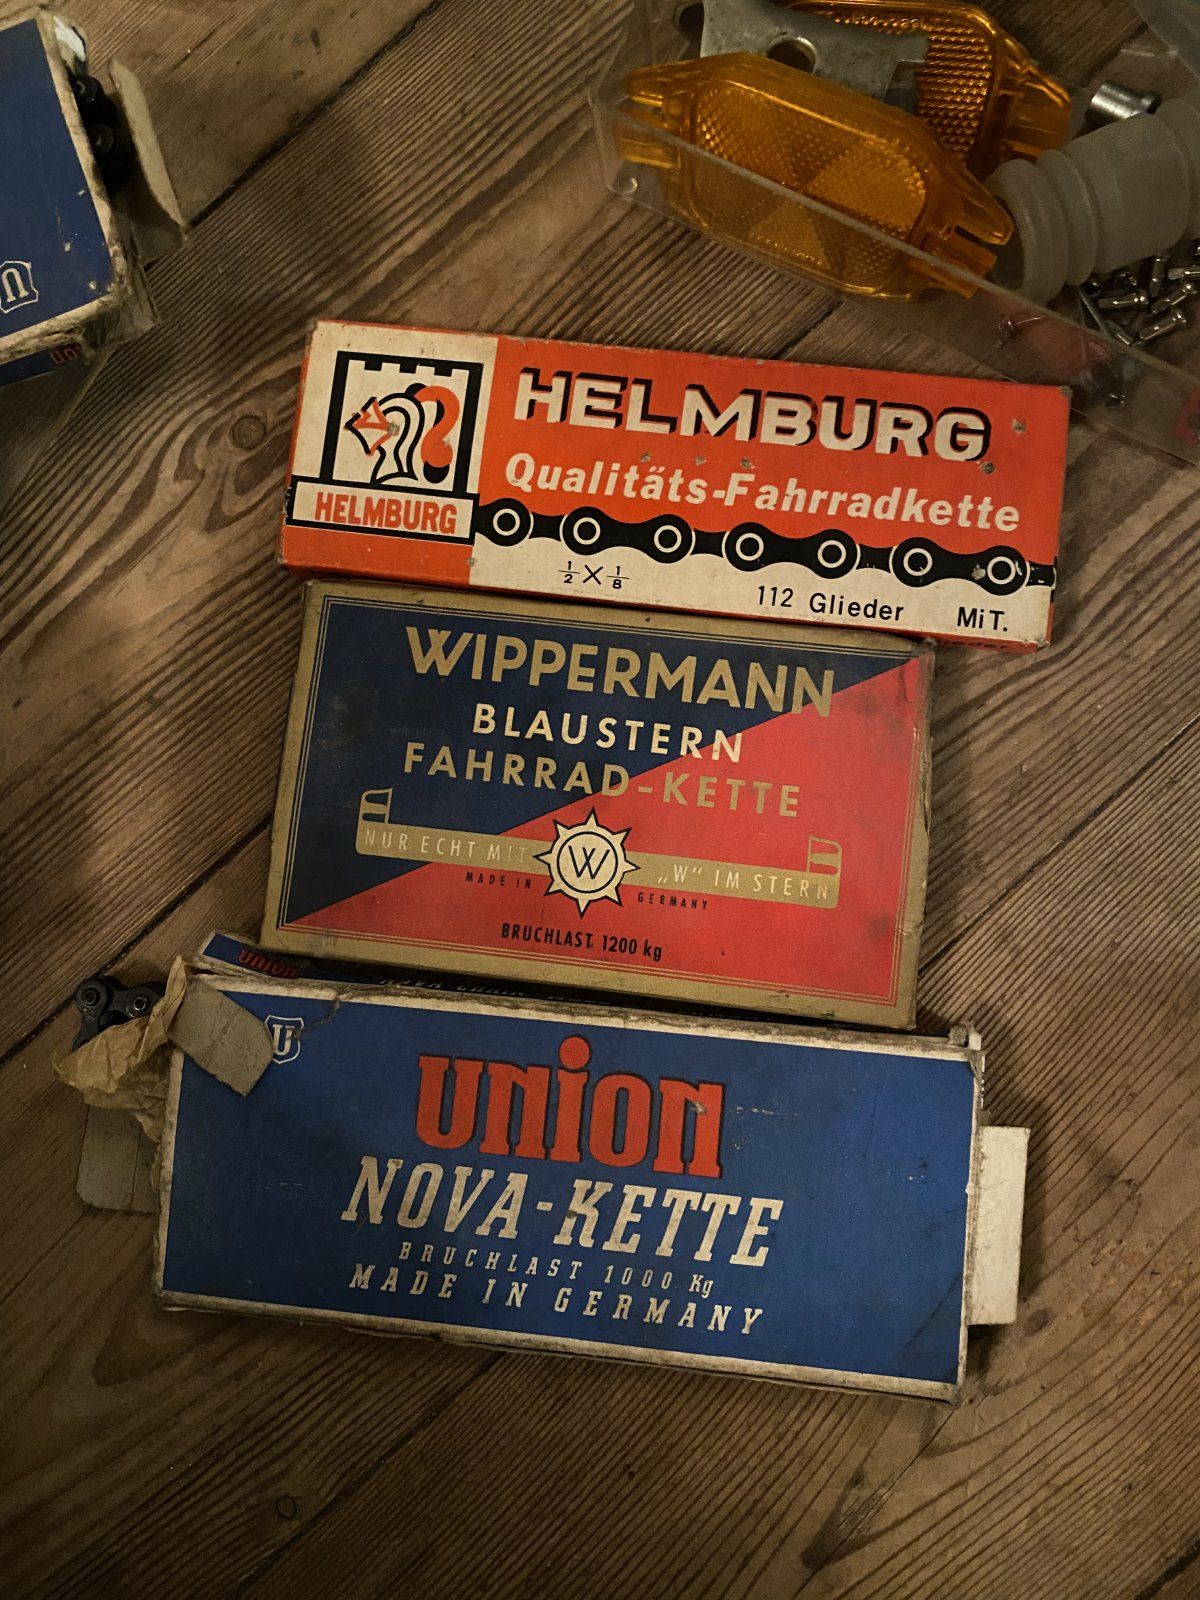 HELMBURG
Qualitäts-Fahrradkette
HELMBURG
1/2 X 1/8
112 Glieder MiT.
WIPPERMANN
BLAUSTERN
FAHRRAD-KETTE
NUR ECHT MIT W „W“ IM STERN
MADE IN GERMANY
BRUCHLAST 1200 kg
union
U
union
NOVA-KETTE
BRUCHLAST 1000 Kg
MADE IN GERMANY
U